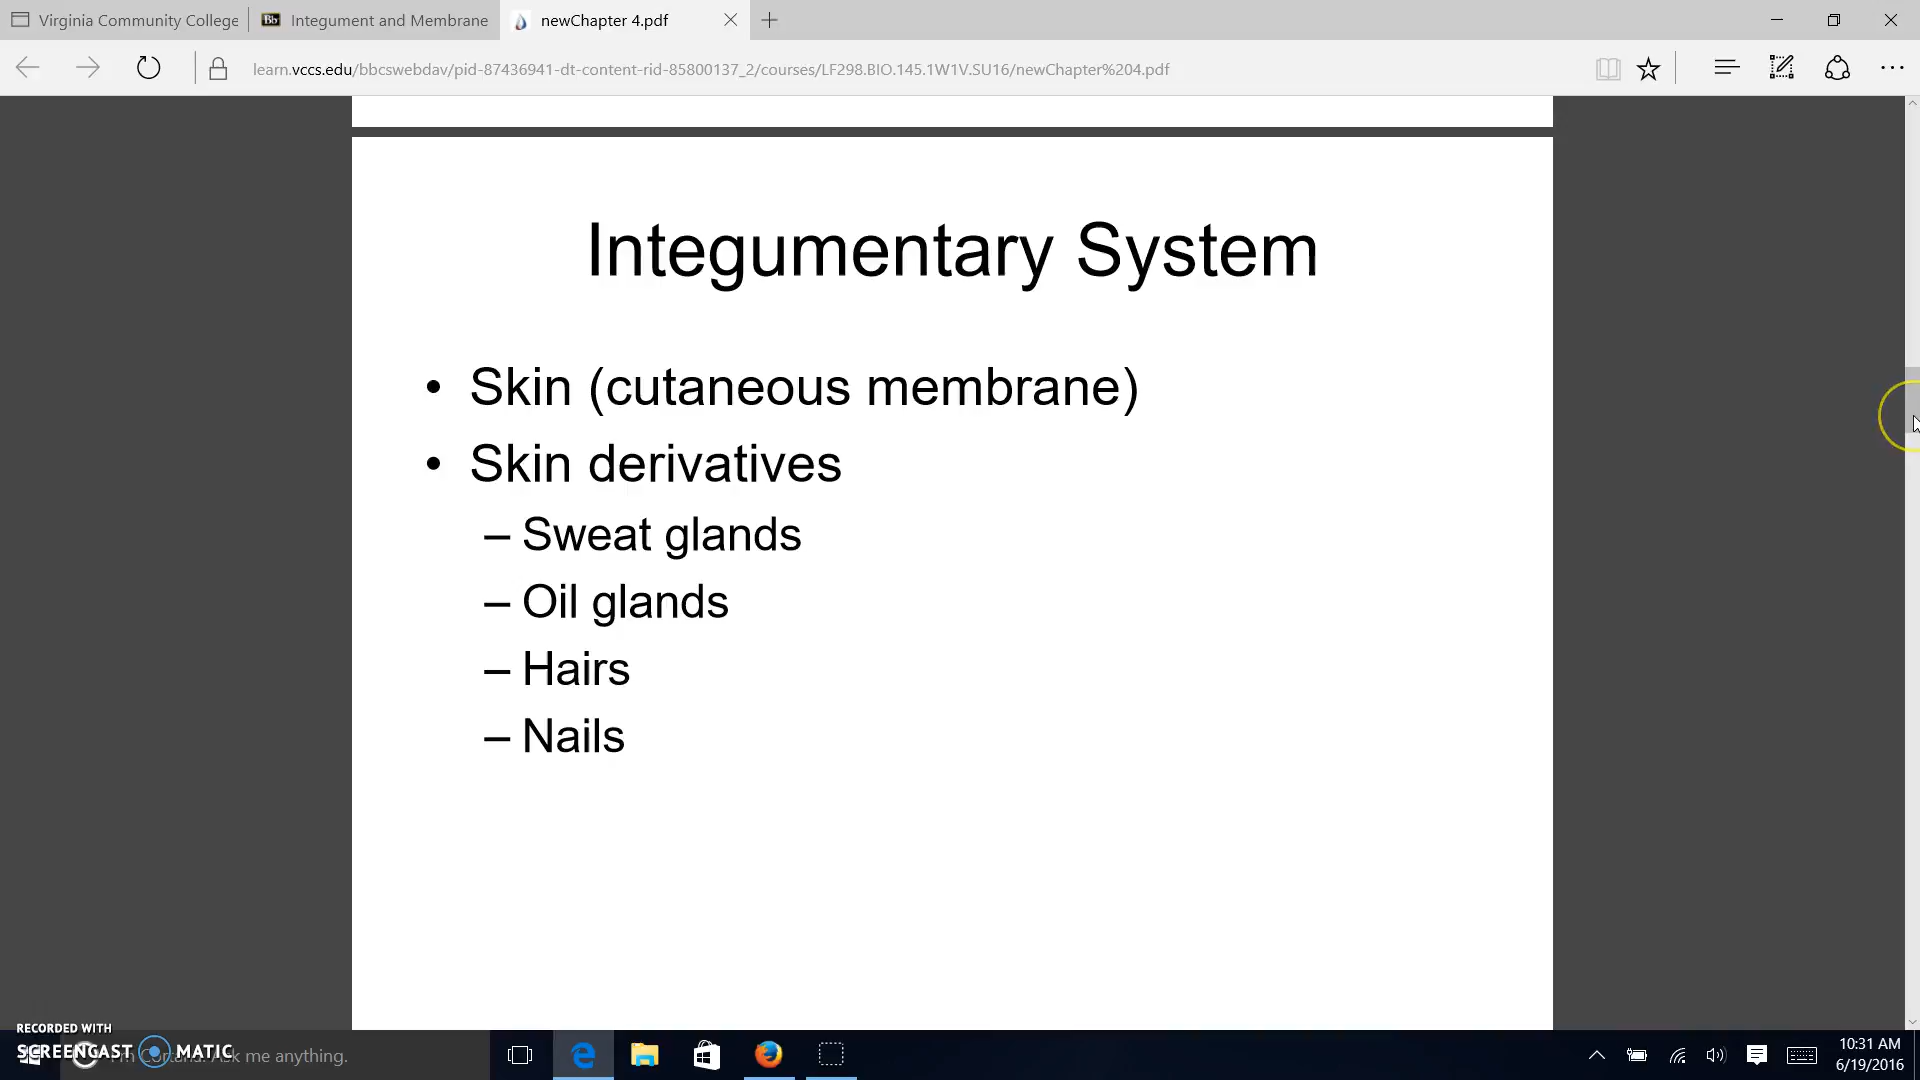 Virginia Community College
Bb Integument and Membrane
newChapter 4.pdf
learn.vccs.edu/bbcswebdav/pid-87436941-dt-content-rid-85800137_2/courses/LF298.BIO.145.1W1V.SU16/newChapter%204.pdf
Integumentary System
• Skin (cutaneous membrane)
• Skin derivatives
– Sweat glands
– Oil glands
– Hairs
– Nails
RECORDED WITH
SCREENCAST MATIC
Ask me anything.
10:31 AM
6/19/2016